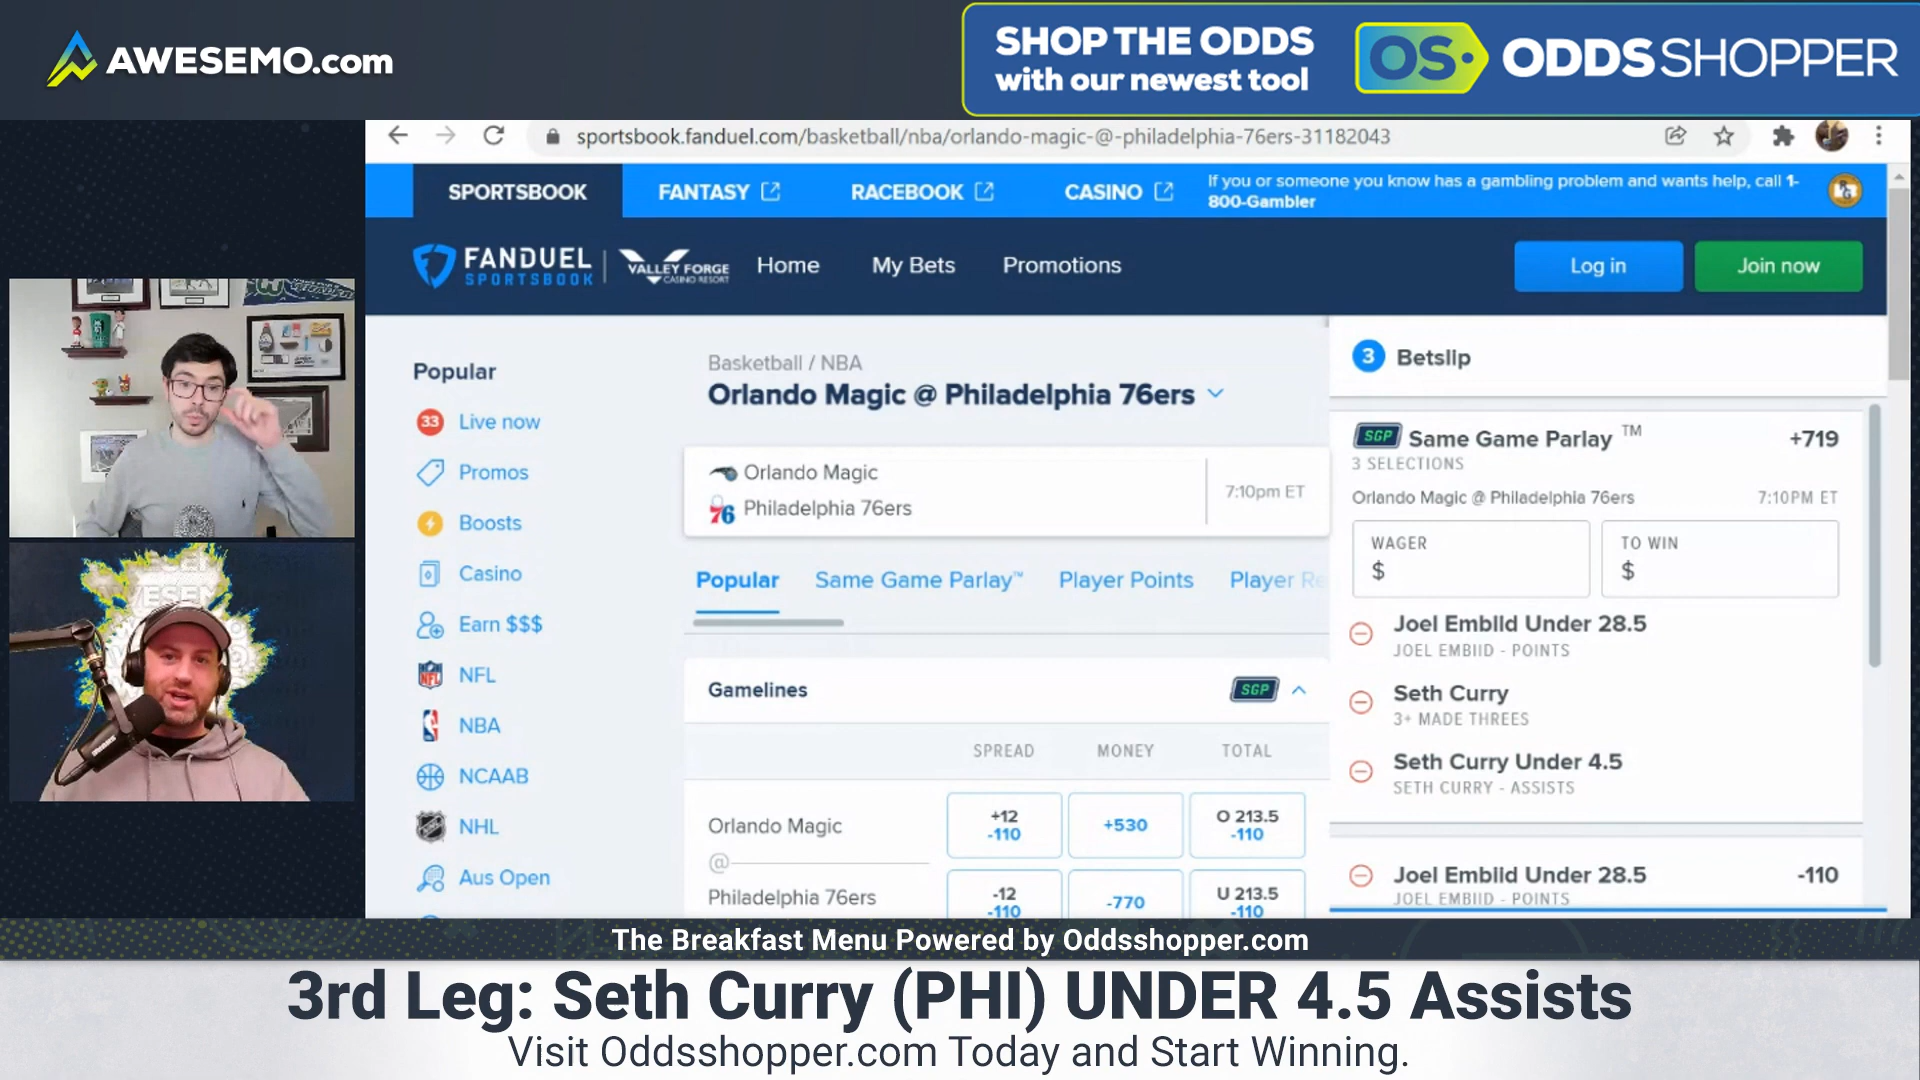 AWESEMO.com
SHOP THE ODDS
with our newest tool
OS
ODDSSHOPPER
sportsbook.fanduel.com/basketball/nba/orlando-magic-@-philadelphia-76ers-31182043
SPORTSBOOK
FANTASY
RACEBOOK
CASINO
If you or someone you know has a gambling problem and wants help, call 1-
800-Gambler
FANDUEL
SPORTSBOOK
VALLEY FORGE
CASINO RESORT
Home
My Bets
Promotions
Log in
Join now
Popular
33 Live now
Promos
Boosts
Casino
Earn $$$
NFL
NBA
NCAAB
NHL
Aus Open
Basketball / NBA
Orlando Magic @ Philadelphia 76ers
Orlando Magic
76 Philadelphia 76ers
7:10pm ET
Popular
Same Game Parlay™
Player Points
Player Re
Gamelines
SGP
SPREAD
MONEY
TOTAL
Orlando Magic
+12
-110
+530
O 213.5
-110
@
Philadelphia 76ers
-12
-110
-770
U 213.5
-110
3 Betslip
SGP Same Game Parlay ™
+719
3 SELECTIONS
Orlando Magic @ Philadelphia 76ers
7:10PM ET
WAGER
$
TO WIN
$
Joel Embiid Under 28.5
JOEL EMBIID - POINTS
Seth Curry
3+ MADE THREES
Seth Curry Under 4.5
SETH CURRY - ASSISTS
Joel Embiid Under 28.5
-110
JOEL EMBIID - POINTS
The Breakfast Menu Powered by Oddsshopper.com
3rd Leg: Seth Curry (PHI) UNDER 4.5 Assists
Visit Oddsshopper.com Today and Start Winning.